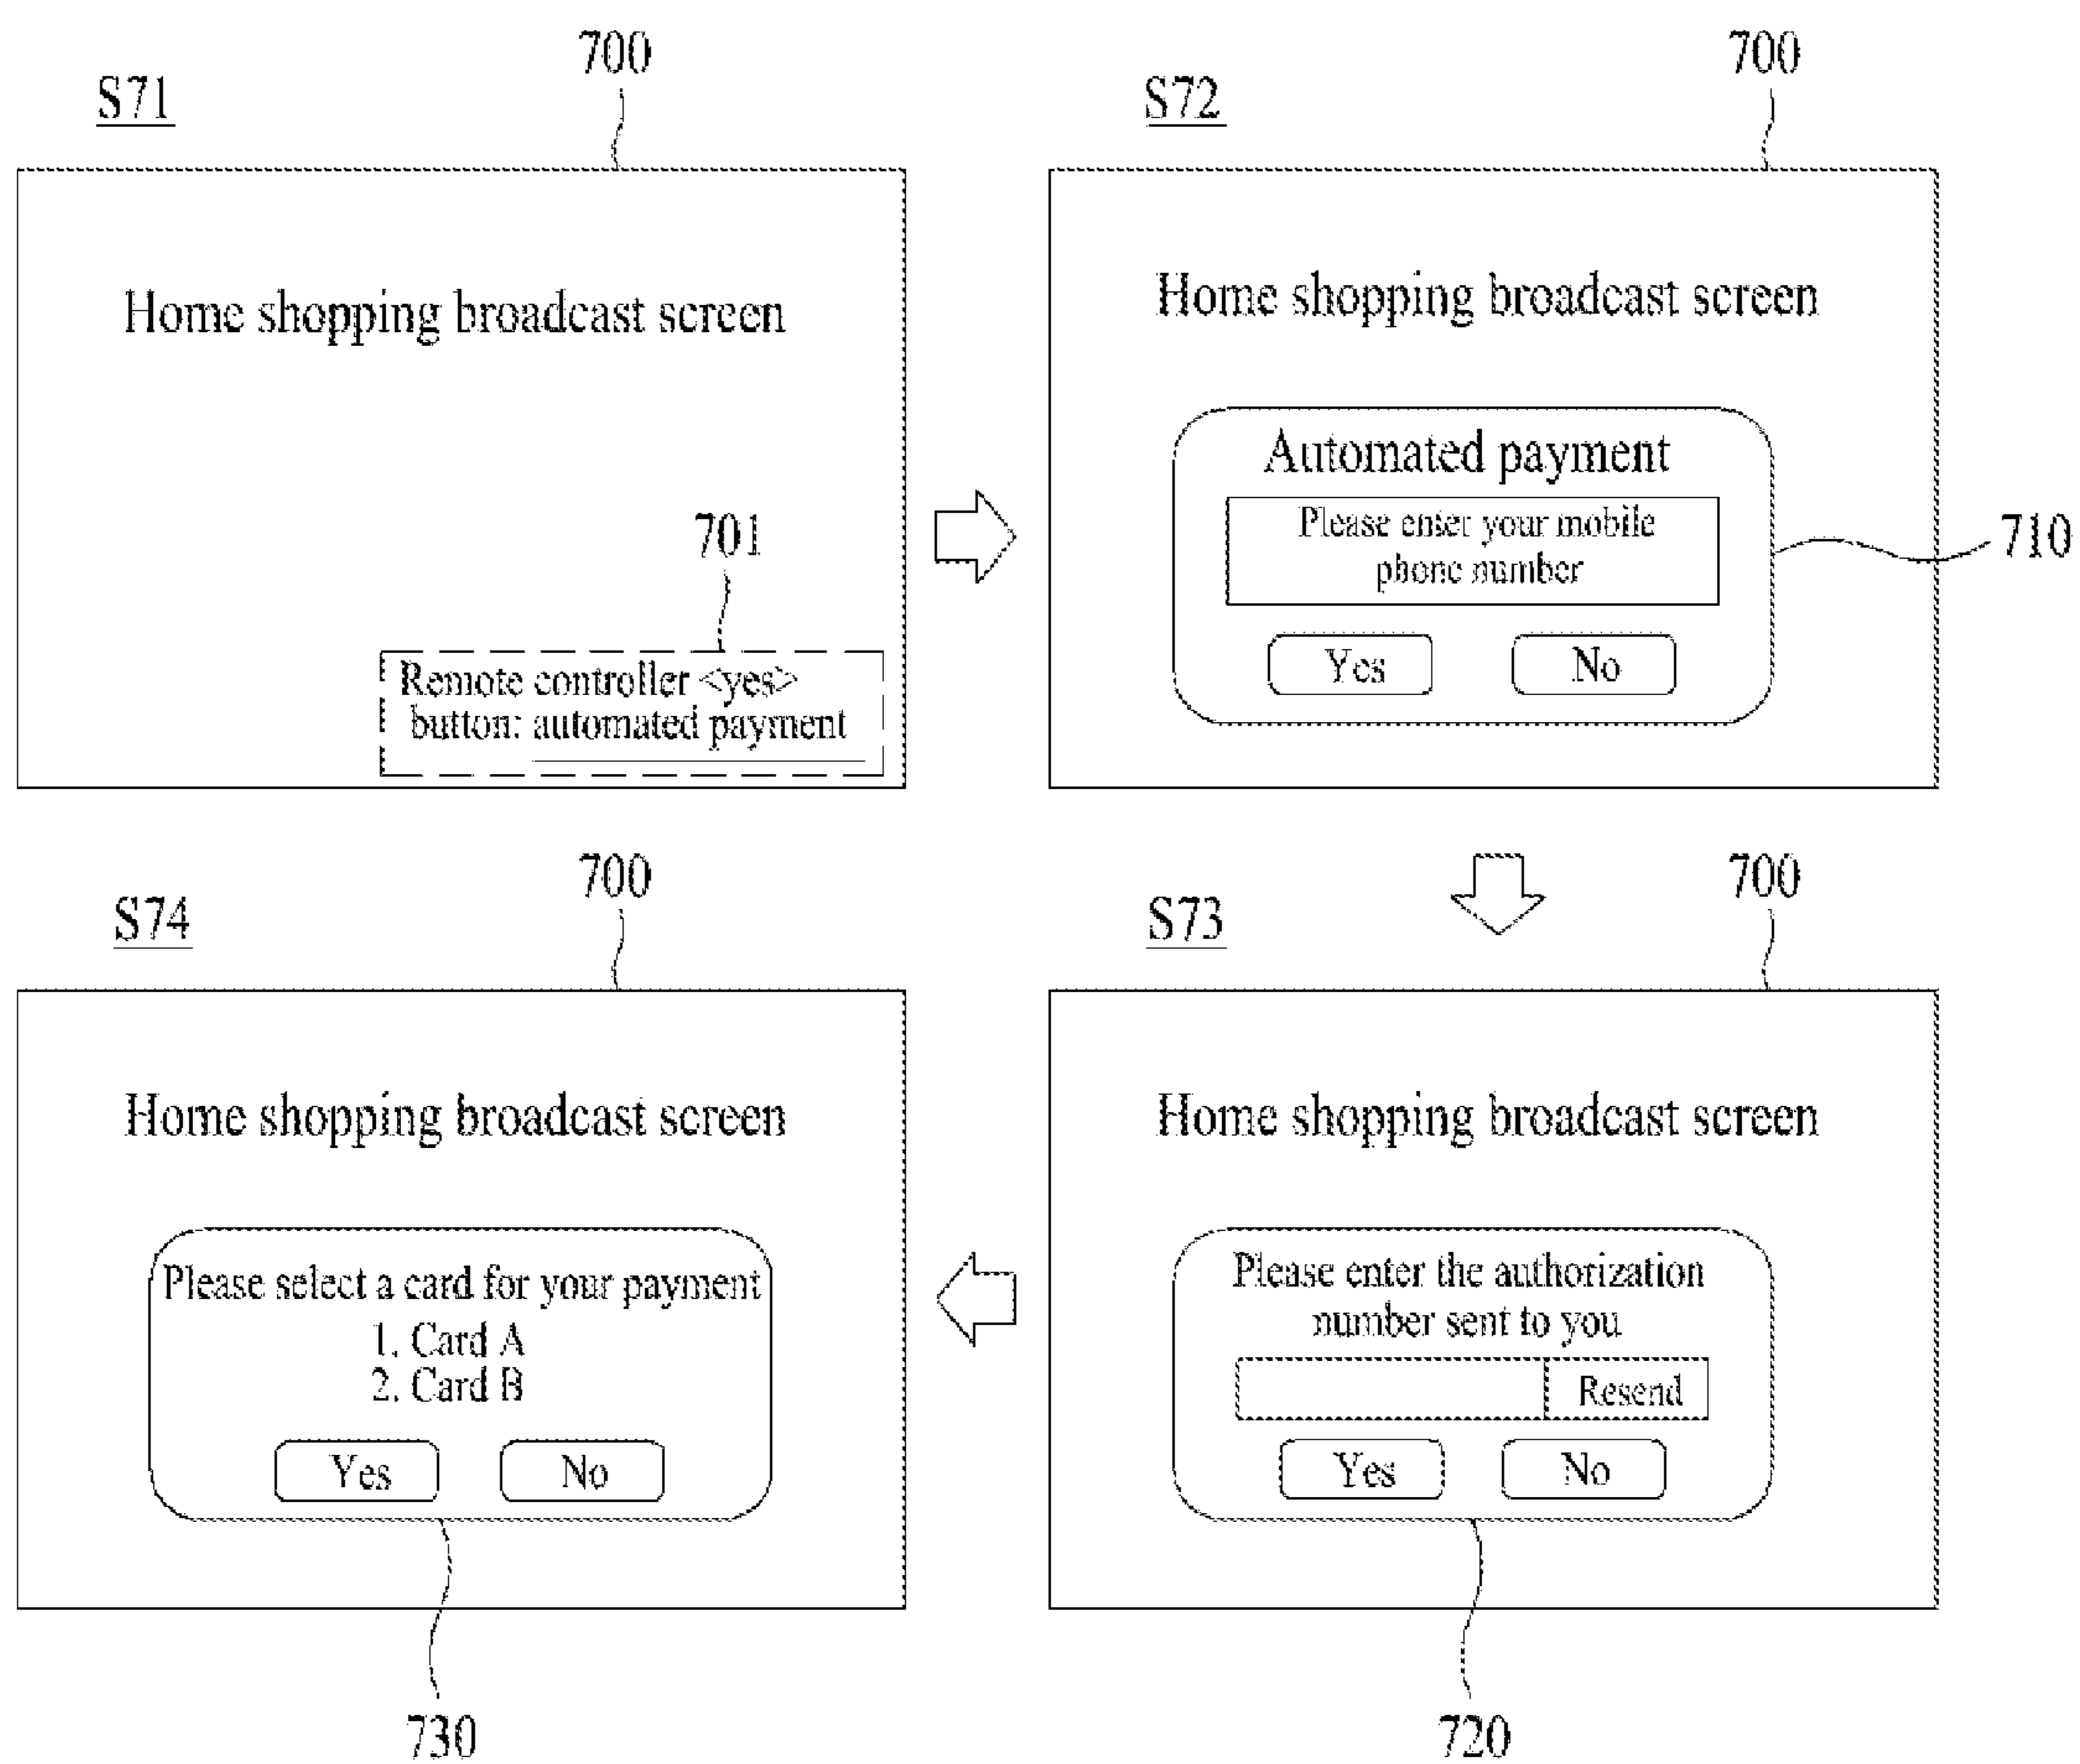 S71
700
Home shopping broadcast screen
701
Remote controller <yes>
button: automated payment
S72
700
Home shopping broadcast screen
Automated payment
Please enter your mobile
phone number
Yes
No
710
S73
700
Home shopping broadcast screen
Please enter the authorization
number sent to you
Resend
Yes
No
720
S74
700
Home shopping broadcast screen
Please select a card for your payment
1. Card A
2. Card B
Yes
No
730